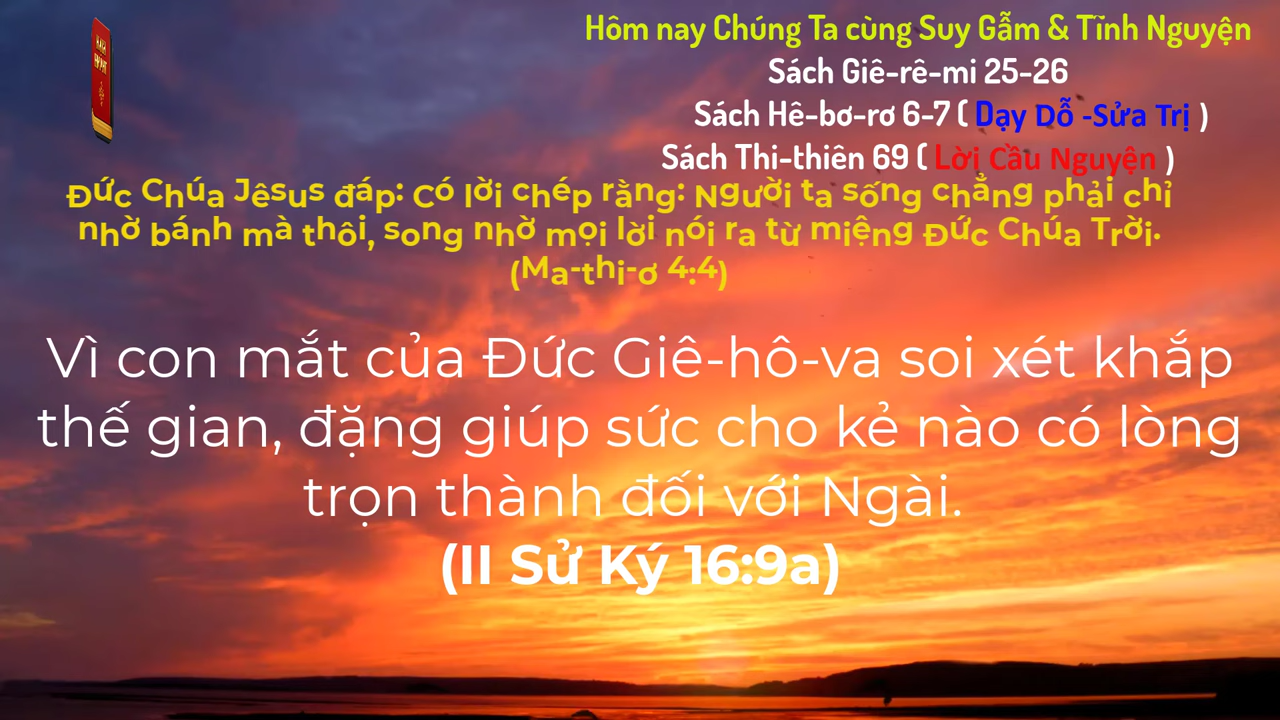 Hôm nay Chúng Ta cùng Suy Gẫm & Tĩnh Nguyện
Sách Giê-rê-mi 25-26
Sách Hê-bơ-rơ 6-7 ( Dạy Dỗ -Sửa Trị )
Sách Thi-thiên 69 ( Lời Cầu Nguyện )
Đức Chúa Jêsus đáp: Có lời chép rằng: Người ta sống chẳng phải chỉ
nhờ bánh mà thôi, song nhờ mọi lời nói ra từ miệng Đức Chúa Trời.
(Ma-thi-ơ 4:4)
Vì con mắt của Đức Giê-hô-va soi xét khắp
thế gian, đặng giúp sức cho kẻ nào có lòng
trọn thành đối với Ngài.
(II Sử Ký 16:9a)